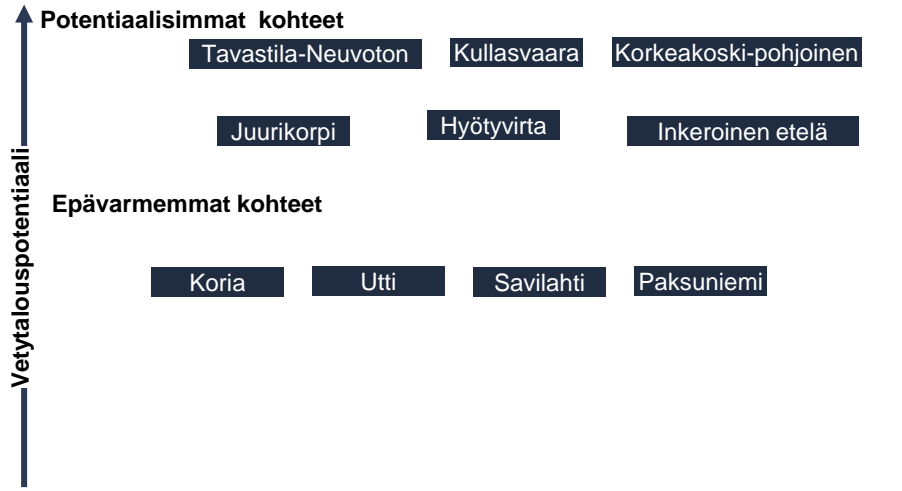 Potentiaalisimmat kohteet
Tavastila-Neuvoton
Kullasvaara
Korkeakoski-pohjoinen
Juurikorpi
Hyötyvirta
Inkeroinen etelä
Vetytalouspotentiaali
Epävarmemmat kohteet
Koria
Utti
Savilahti
Paksuniemi